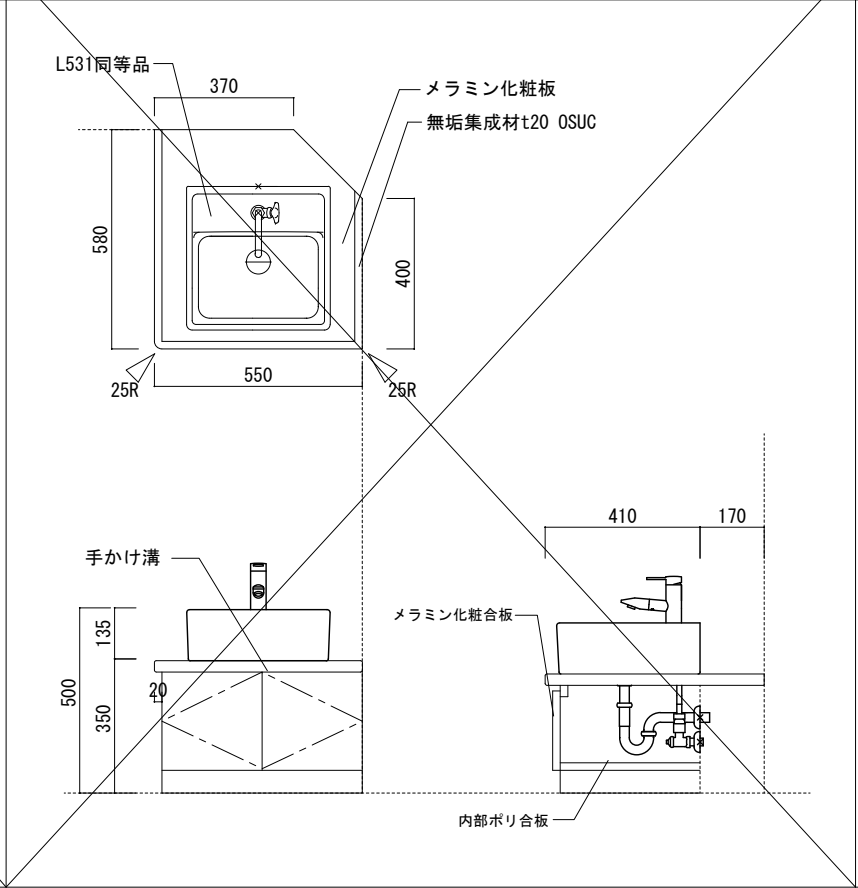 L531同等品
370
メラミン化粧板
無垢集成材t20 OSUC
580
400
25R
550
25R
410
170
手かけ溝
メラミン化粧合板
135
20
500
350
内部ポリ合板